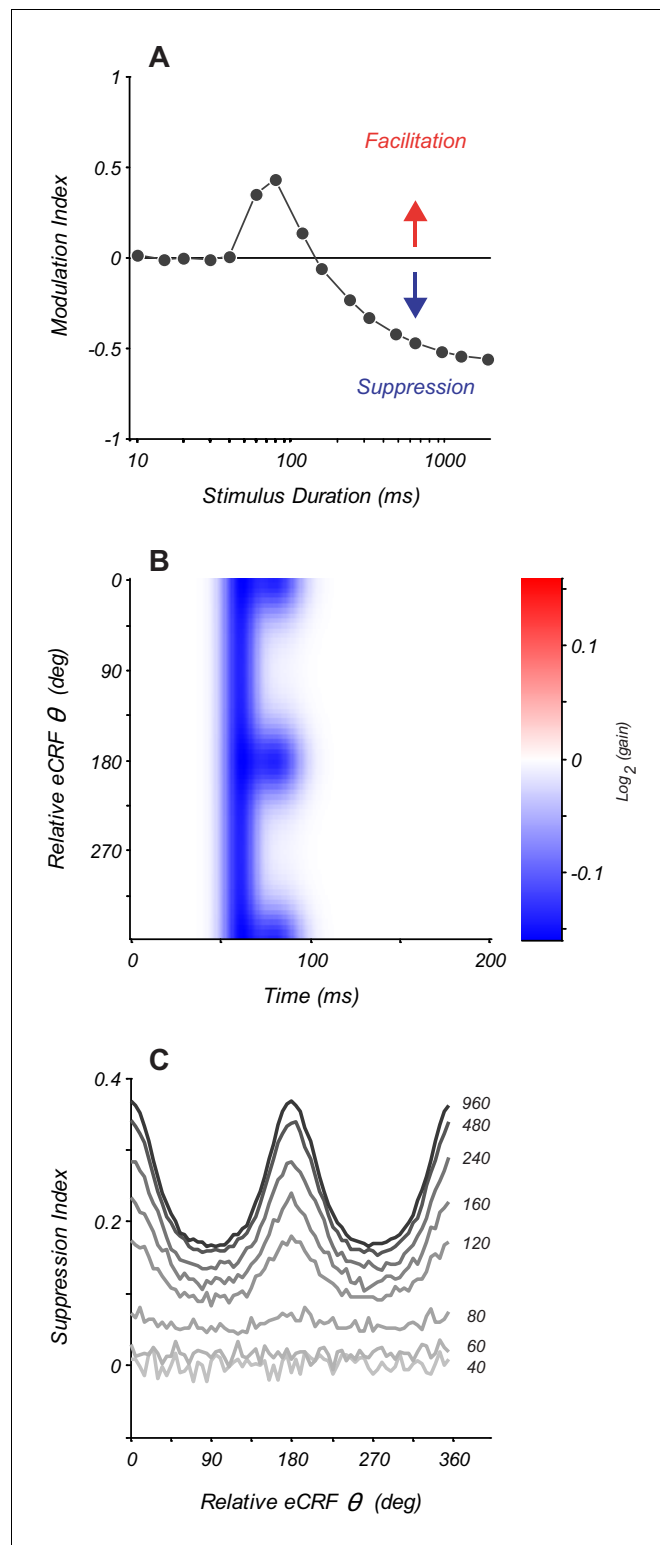 A
1
0.5
0
-0.5
-1
Modulation Index
Facilitation
Suppression
10
100
1000
Stimulus Duration (ms)
B
0
90
180
270
Relative eCRF θ (deg)
0
100
200
Time (ms)
0.1
0
-0.1
Log2 (gain)
C
0.4
0.2
0
Suppression Index
960
480
240
160
120
80
60
40
0
90
180
270
360
Relative eCRF θ (deg)